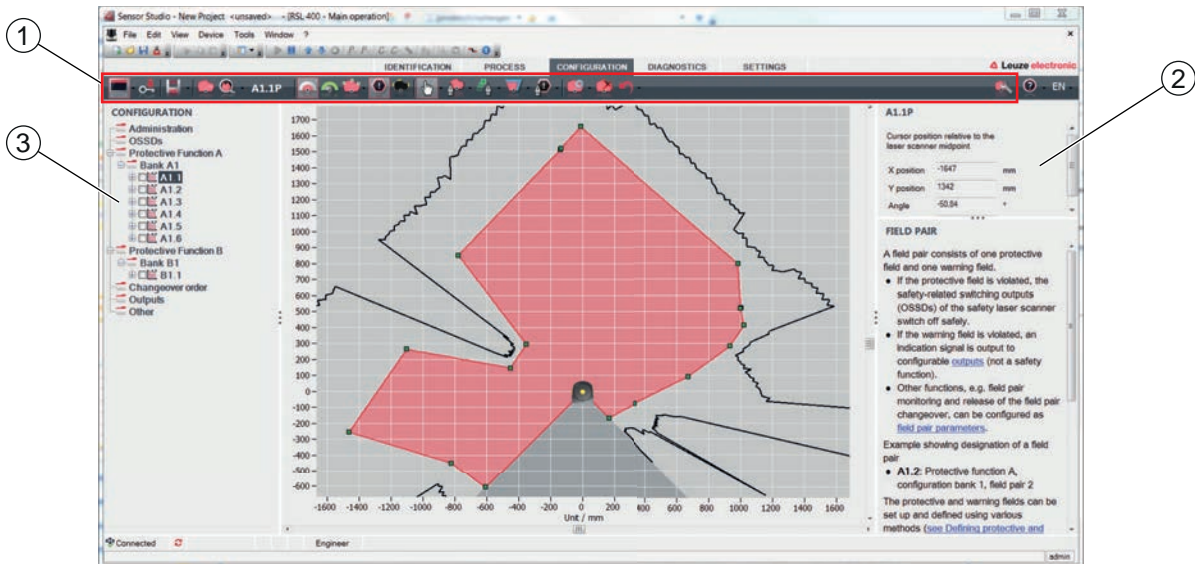 1
2
3
Sensor Studio - New Project <unsaved> - [RSL 400 - Main operation]
File Edit View Device Tools Window ?
IDENTIFICATION PROCESS CONFIGURATION DIAGNOSTICS SETTINGS
Leuze electronic
A1.1P
EN
CONFIGURATION
Administration
OSSDs
Protective Function A
Bank A1
A1.1
A1.2
A1.3
A1.4
A1.5
A1.6
Protective Function B
Bank B1
B1.1
Changeover order
Outputs
Other
1700
1600
1500
1400
1300
1200
1100
1000
900
800
700
600
500
400
300
200
100
0
-100
-200
-300
-400
-500
-600
-1600 -1400 -1200 -1000 -800 -600 -400 -200 0 200 400 600 800 1000 1200 1400 1600
Unit / mm
A1.1P
Cursor position relative to the
laser scanner midpoint
X position -1647 mm
Y position 1342 mm
Angle -50,84 °
FIELD PAIR
A field pair consists of one protective
field and one warning field.
• If the protective field is violated, the
safety-related switching outputs
(OSSDs) of the safety laser scanner
switch off safely.
• If the warning field is violated, an
indication signal is output to
configurable outputs (not a safety
function).
• Other functions, e.g. field pair
monitoring and release of the field pair
changeover, can be configured as
field pair parameters.
Example showing designation of a field
pair
• A1.2: Protective function A,
configuration bank 1, field pair 2
The protective and warning fields can be
set up and defined using various
methods (see Defining protective and
Connected
Engineer
admin